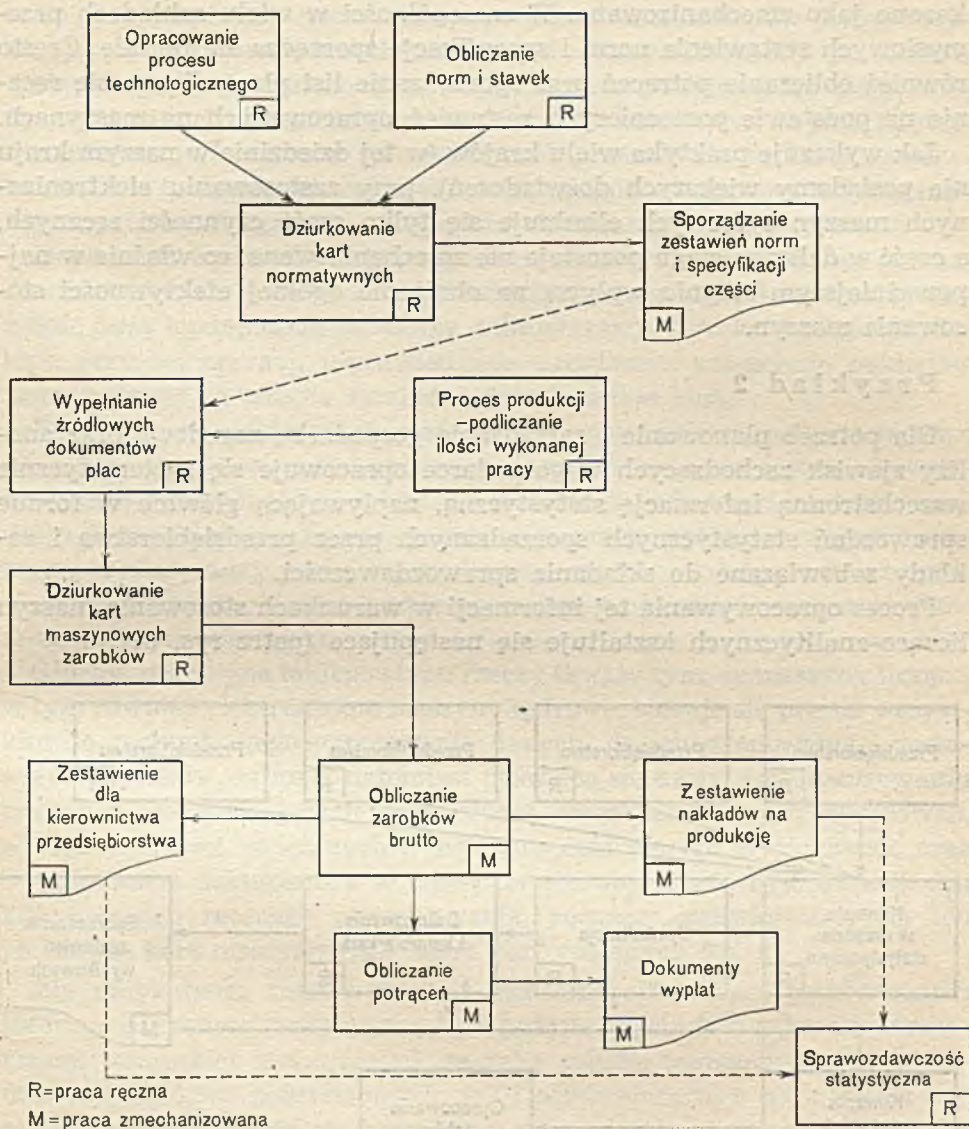 Opracowanie
procesu
technologicznego
R
Obliczanie
norm i stawek
R
Dziurkowanie
kart
normatywnych
R
Sporządzanie
zestawień norm
i specyfikacji
części
M
Wypełnianie
źródłowych
dokumentów
płac
R
Proces produkcji
–podliczanie
ilości wykonanej
pracy
R
Dziurkowanie
kart
maszynowych
zarobków
R
Zestawienie
dla
kierownictwa
przedsiębiorstwa
M
Obliczanie
zarobków
brutto
M
Zestawienie
nakładów na
produkcję
M
Obliczanie
potrąceń
M
Dokumenty
wypłat
M
Sprawozdawczość
statystyczna
R
R=praca ręczna
M=praca zmechanizowana